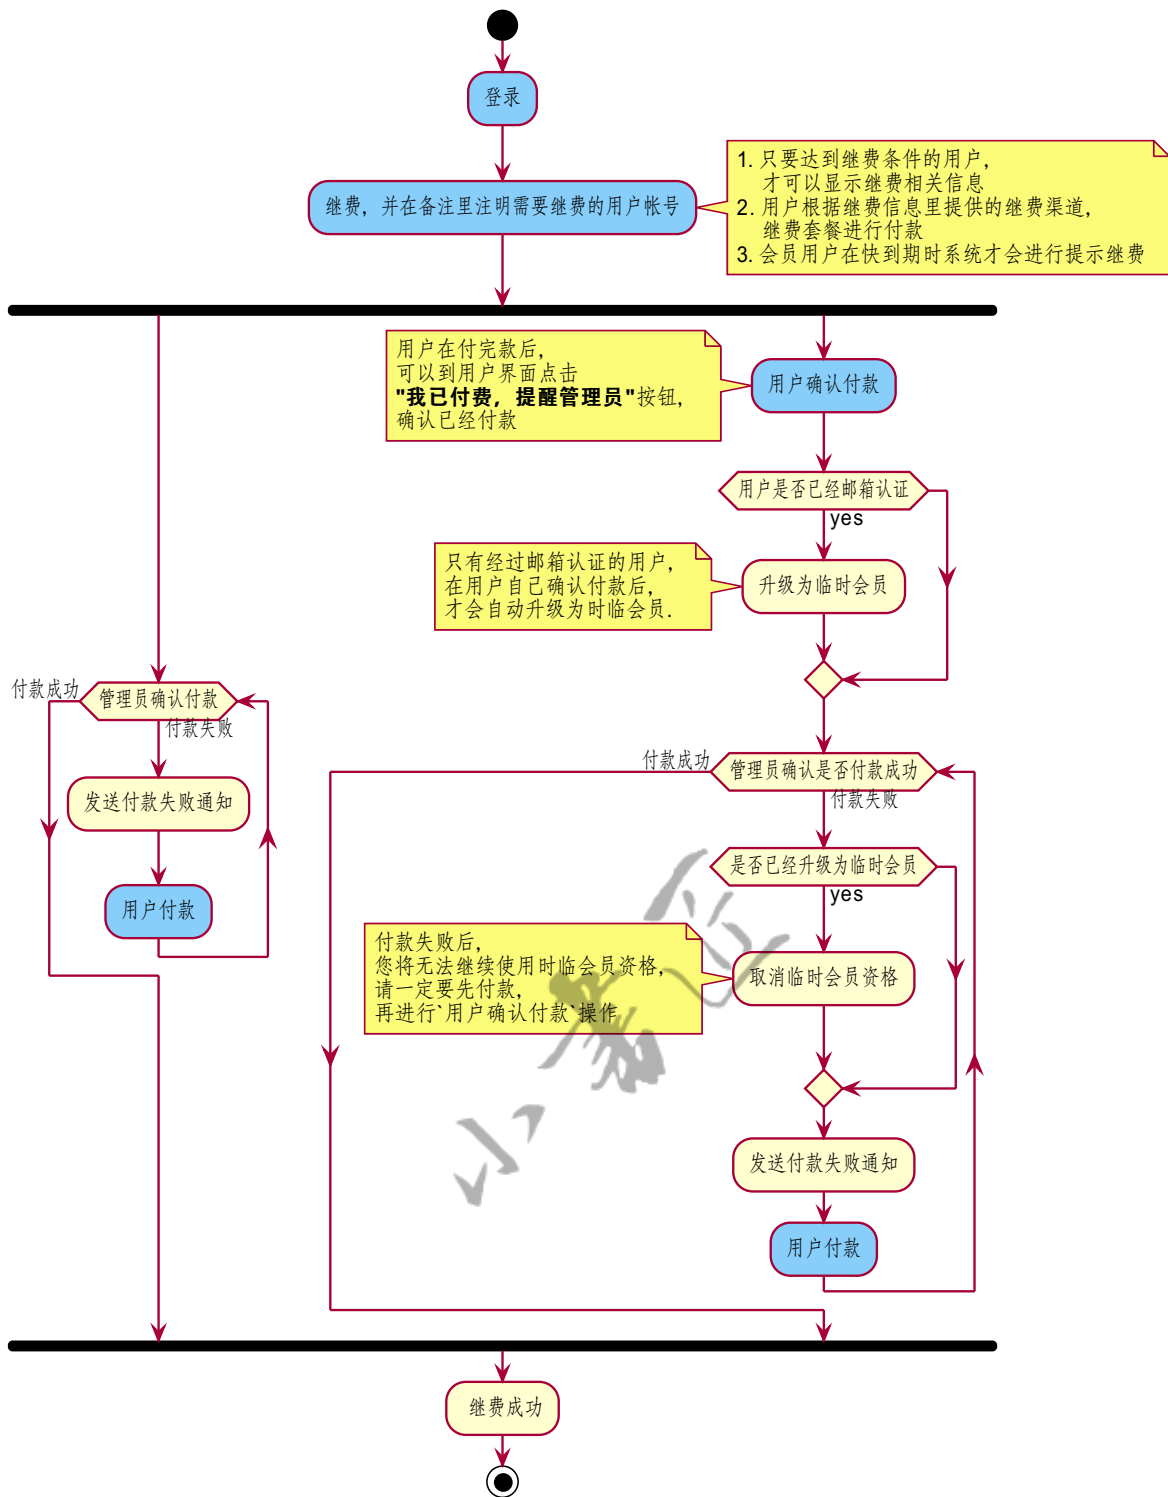 登录
继费，并在备注里注明需要继费的用户帐号
1. 只要达到继费条件的用户，
才可以显示继费相关信息
2. 用户根据继费信息里提供的继费渠道，
继费套餐进行付款
3. 会员用户在快到期时系统才会进行提示继费
用户在付完款后，
可以到用户界面点击
"我已付费，提醒管理员"按钮，
确认已经付款
用户确认付款
用户是否已经邮箱认证
yes
只有经过邮箱认证的用户，
在用户自己确认付款后，
才会自动升级为时临会员.
升级为临时会员
付款成功
管理员确认付款
付款失败
发送付款失败通知
用户付款
付款成功
管理员确认是否付款成功
付款失败
是否已经升级为临时会员
yes
付款失败后，
您将无法继续使用时临会员资格，
请一定要先付款，
再进行`用户确认付款`操作
取消临时会员资格
发送付款失败通知
用户付款
继费成功